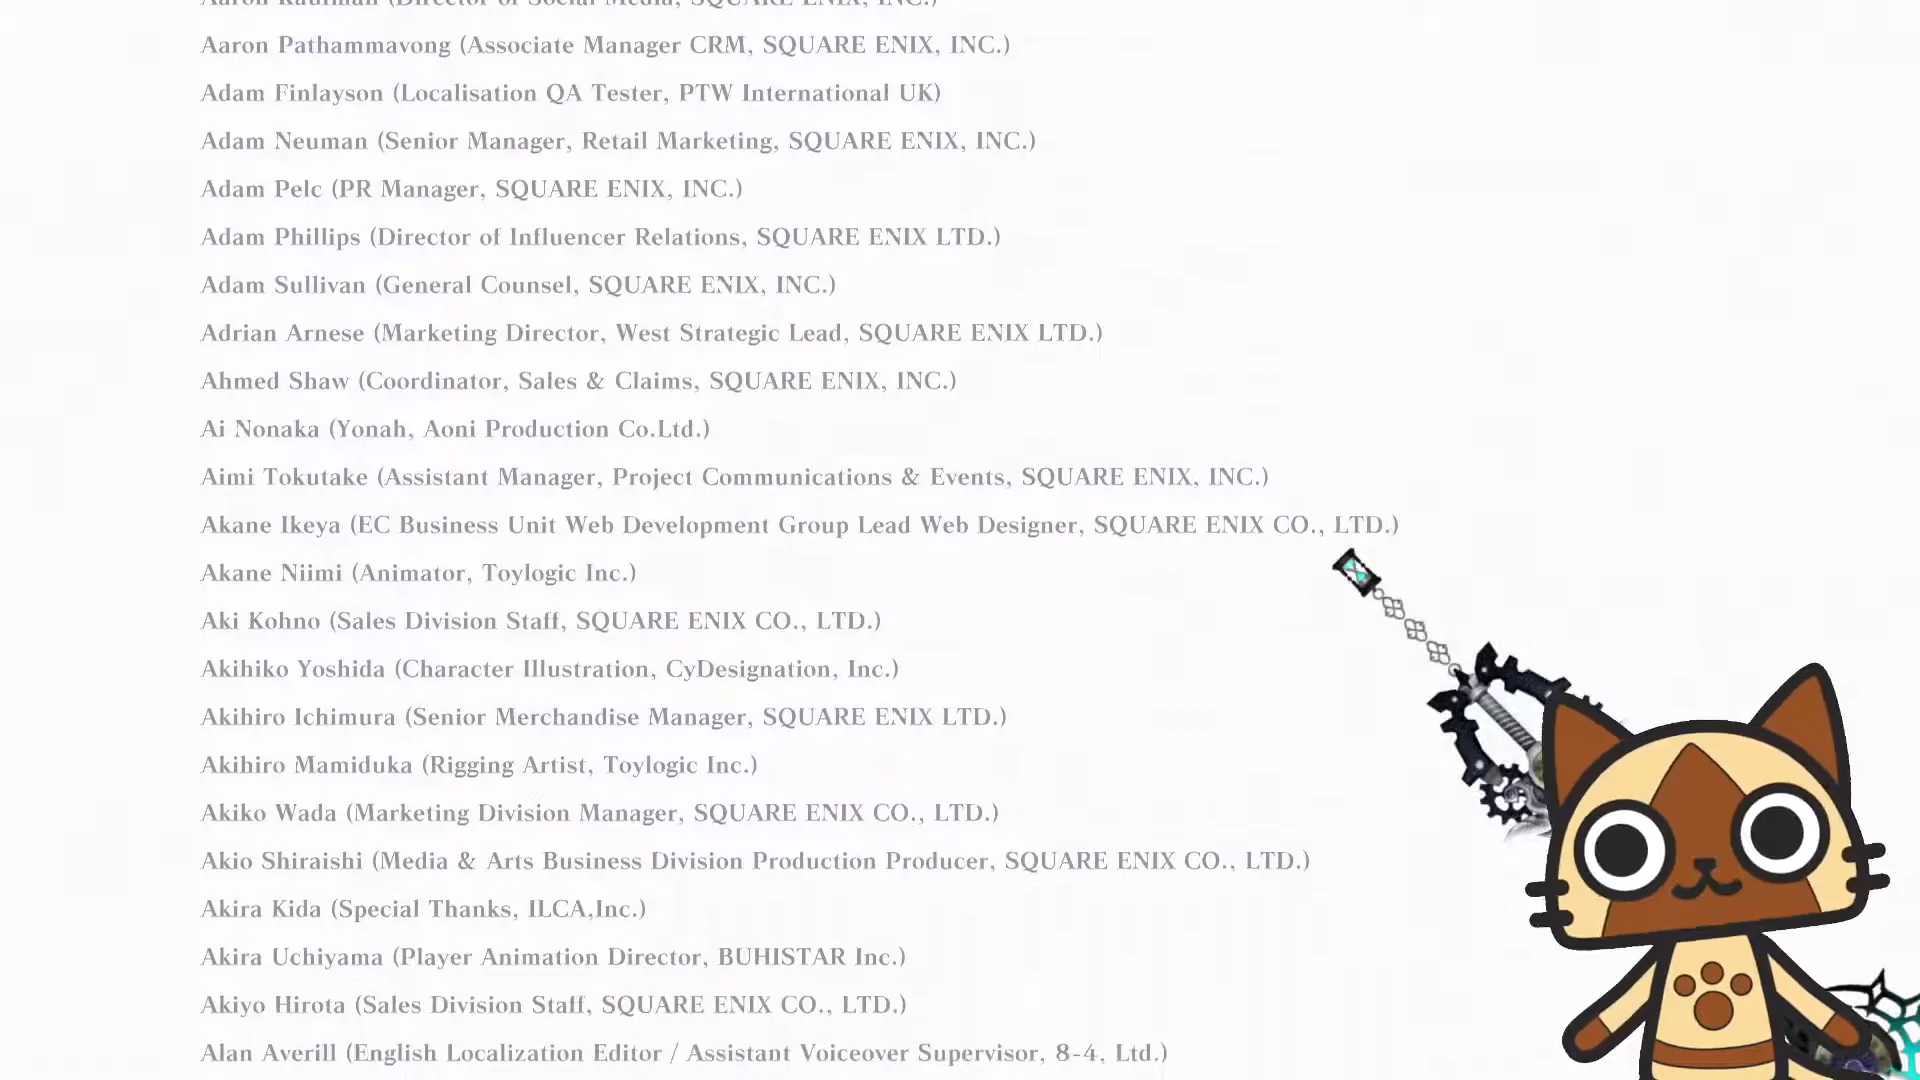 Aaron Kaufman (Director of Social Media, SQUARE ENIX, INC.)
Aaron Pathammavong (Associate Manager CRM, SQUARE ENIX, INC.)
Adam Finlayson (Localisation QA Tester, PTW International UK)
Adam Neuman (Senior Manager, Retail Marketing, SQUARE ENIX, INC.)
Adam Pelc (PR Manager, SQUARE ENIX, INC.)
Adam Phillips (Director of Influencer Relations, SQUARE ENIX LTD.)
Adam Sullivan (General Counsel, SQUARE ENIX, INC.)
Adrian Arnese (Marketing Director, West Strategic Lead, SQUARE ENIX LTD.)
Ahmed Shaw (Coordinator, Sales & Claims, SQUARE ENIX, INC.)
Ai Nonaka (Yonah, Aoni Production Co.Ltd.)
Aimi Tokutake (Assistant Manager, Project Communications & Events, SQUARE ENIX, INC.)
Akane Ikeya (EC Business Unit Web Development Group Lead Web Designer, SQUARE ENIX CO., LTD.)
Akane Niimi (Animator, Toylogic Inc.)
Aki Kohno (Sales Division Staff, SQUARE ENIX CO., LTD.)
Akihiko Yoshida (Character Illustration, CyDesignation, Inc.)
Akihiro Ichimura (Senior Merchandise Manager, SQUARE ENIX LTD.)
Akihiro Mamiduka (Rigging Artist, Toylogic Inc.)
Akiko Wada (Marketing Division Manager, SQUARE ENIX CO., LTD.)
Akio Shiraishi (Media & Arts Business Division Production Producer, SQUARE ENIX CO., LTD.)
Akira Kida (Special Thanks, ILCA,Inc.)
Akira Uchiyama (Player Animation Director, BUHISTAR Inc.)
Akiyo Hirota (Sales Division Staff, SQUARE ENIX CO., LTD.)
Alan Averill (English Localization Editor / Assistant Voiceover Supervisor, 8-4, Ltd.)